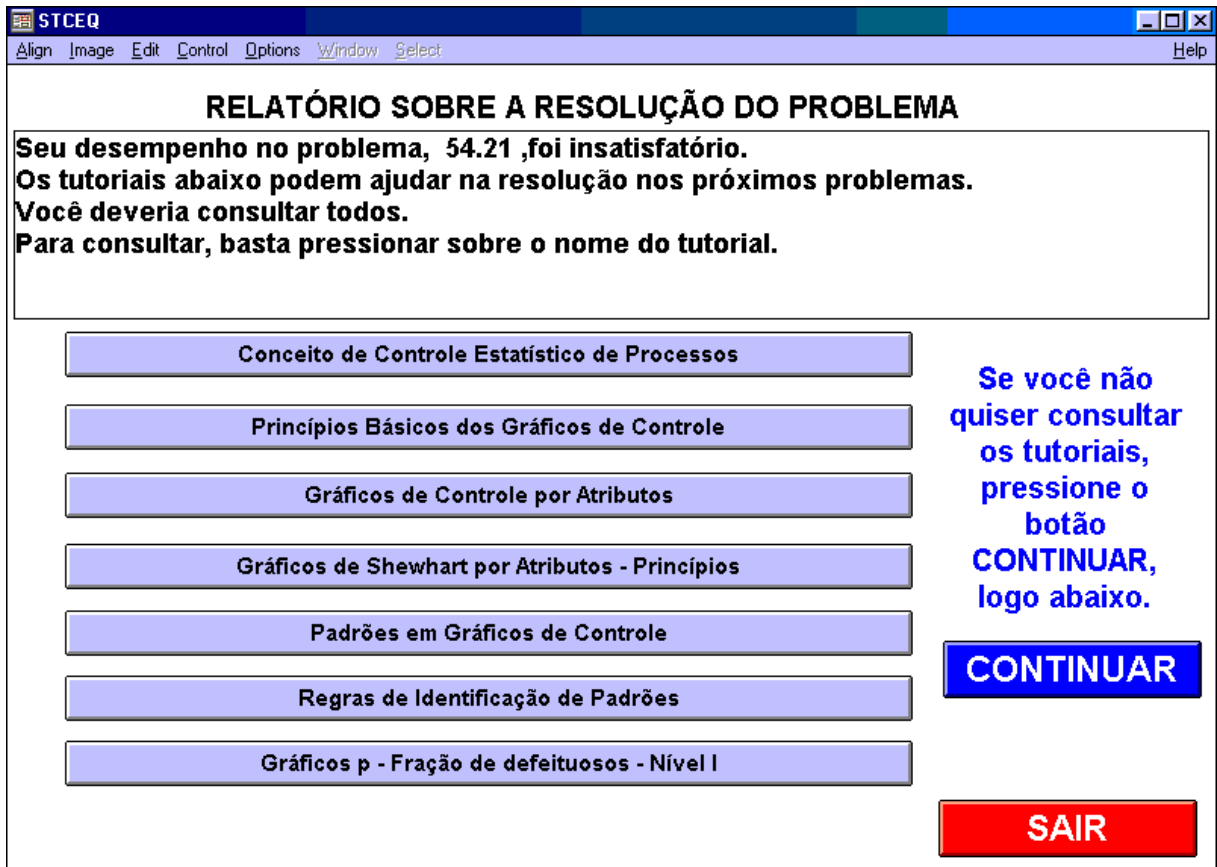 STCEQ
Align Image Edit Control Options Window Select Help
RELATÓRIO SOBRE A RESOLUÇÃO DO PROBLEMA
Seu desempenho no problema,  54.21 ,foi insatisfatório.
Os tutoriais abaixo podem ajudar na resolução nos próximos problemas.
Você deveria consultar todos.
Para consultar, basta pressionar sobre o nome do tutorial.
Conceito de Controle Estatístico de Processos
Princípios Básicos dos Gráficos de Controle
Gráficos de Controle por Atributos
Gráficos de Shewhart por Atributos - Princípios
Padrões em Gráficos de Controle
Regras de Identificação de Padrões
Gráficos p - Fração de defeituosos - Nível I
Se você não
quiser consultar
os tutoriais,
pressione o
botão
CONTINUAR,
logo abaixo.
CONTINUAR
SAIR